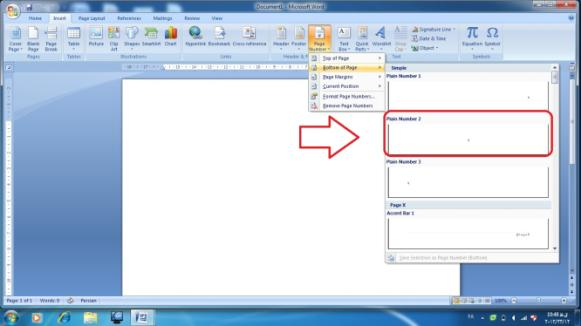 Document1 - Microsoft Word
Home Insert Page Layout References Mailings Review View
Cover Page Blank Page Page Break
Table
Picture Clip Art Shapes SmartArt Chart
Hyperlink Bookmark Cross-reference
Header Footer Page Number
Text Box Quick Parts WordArt Drop Cap
Signature Line
Date & Time
Object
Equation Symbol
Pages Tables Illustrations Links Header & F Symbols
Top of Page
Bottom of Page
Page Margins
Current Position
Format Page Numbers...
Remove Page Numbers
Simple
Plain Number 1
Plain Number 2
Plain Number 3
Page X
Accent Bar 1
Save Selection as Page Number (Bottom)
Page: 1 of 1 Words: 0 Persian
100%
FA